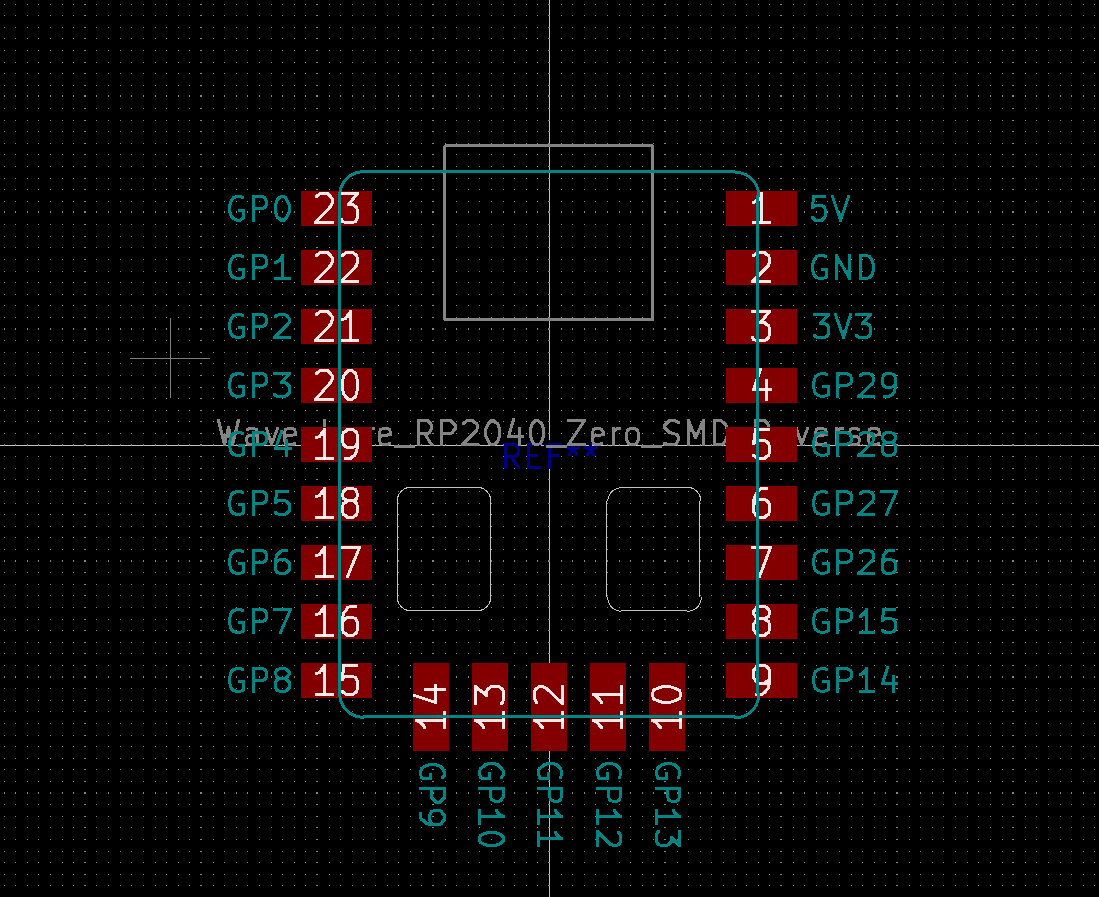 GP0 23 1 5V
GP1 22 2 GND
GP2 21 3 3V3
GP3 20 4 GP29
GP4 19 5 GP28
REF**
GP5 18 6 GP27
GP6 17 7 GP26
GP7 16 8 GP15
GP8 15 9 GP14
14 13 12 11 10
GP9 GP10 GP11 GP12 GP13